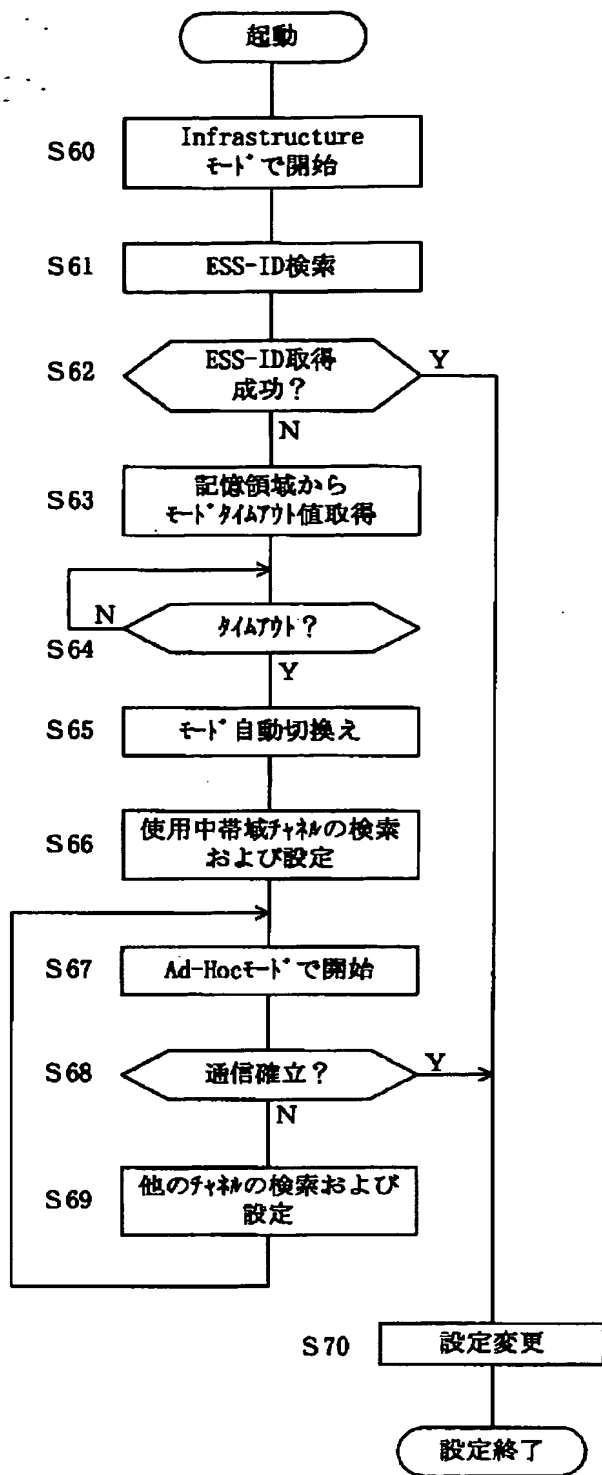 起動
S60
Infrastructure
ﾓｰﾄﾞで開始
S61
ESS-ID検索
S62
ESS-ID取得
成功？
Y
N
S63
記憶領域から
ﾓｰﾄﾞﾀｲﾑｱｳﾄ値取得
N
S64
ﾀｲﾑｱｳﾄ？
Y
S65
ﾓｰﾄﾞ自動切換え
S66
使用中帯域ﾁｬﾈﾙの検索
および設定
S67
Ad-Hocﾓｰﾄﾞで開始
S68
通信確立？
Y
N
S69
他のﾁｬﾈﾙの検索および
設定
S70
設定変更
設定終了